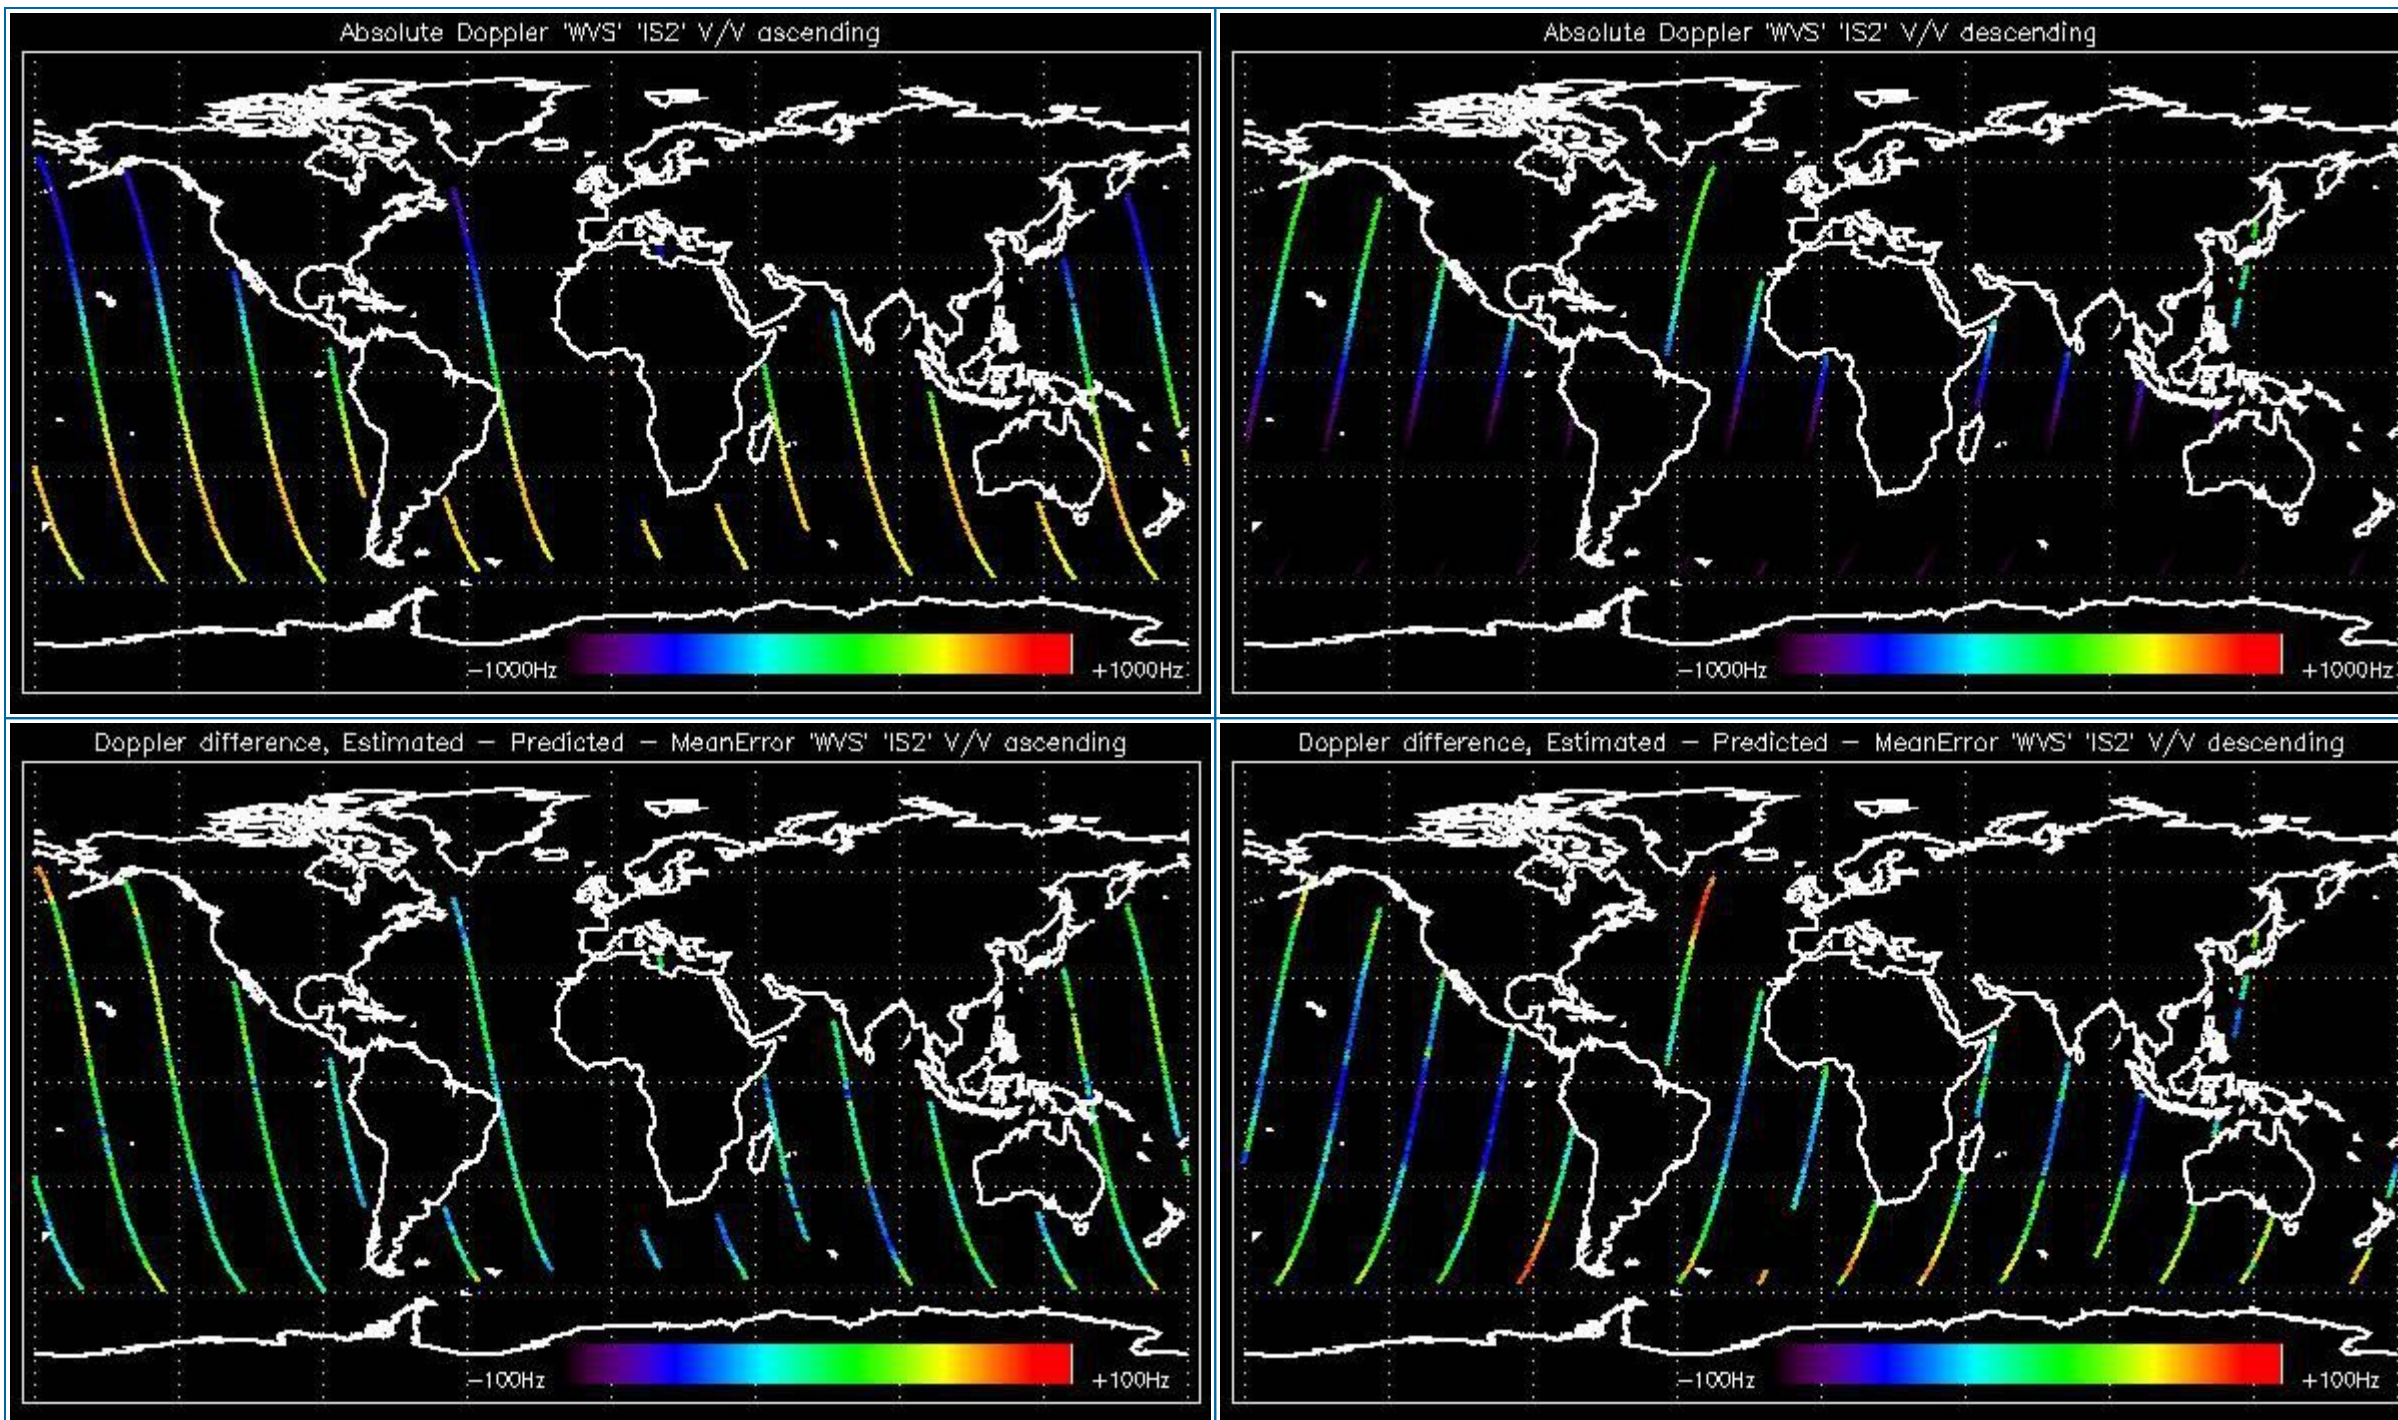 Absolute Doppler 'WVS' 'IS2' V/V ascending
-1000Hz
+1000Hz
Absolute Doppler 'WVS' 'IS2' V/V descending
-1000Hz
+1000Hz
Doppler difference, Estimated - Predicted - MeanError 'WVS' 'IS2' V/V ascending
-100Hz
+100Hz
Doppler difference, Estimated - Predicted - MeanError 'WVS' 'IS2' V/V descending
-100Hz
+100Hz